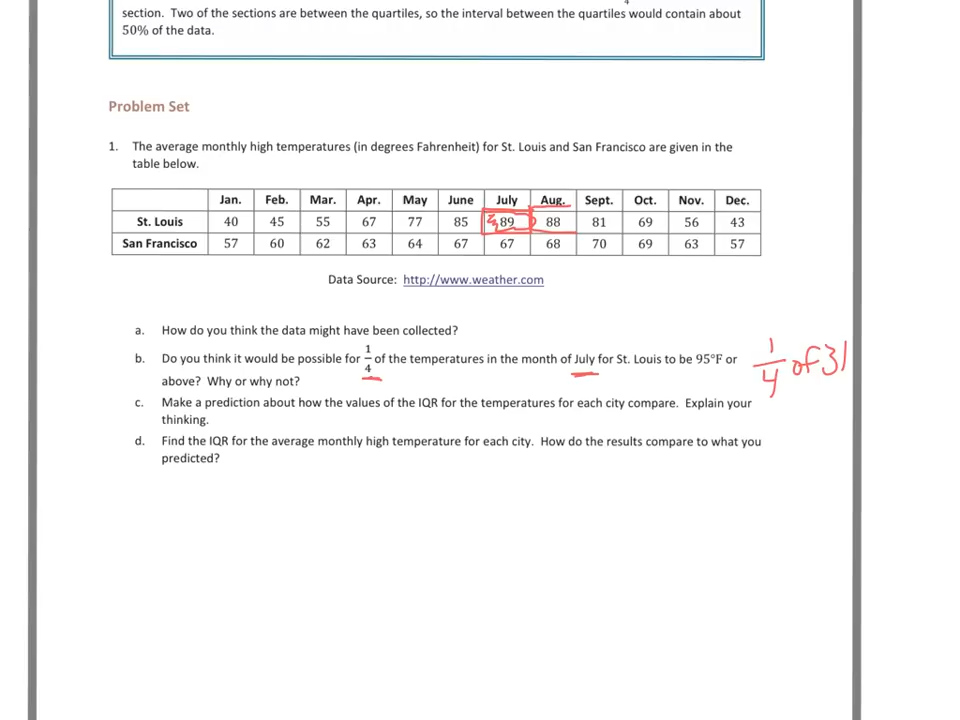 section. Two of the sections are between the quartiles, so the interval between the quartiles would contain about
50% of the data.
Problem Set
1. The average monthly high temperatures (in degrees Fahrenheit) for St. Louis and San Francisco are given in the
table below.
Jan. Feb. Mar. Apr. May June July Aug. Sept. Oct. Nov. Dec.
St. Louis 40 45 55 67 77 85 89 88 81 69 56 43
San Francisco 57 60 62 63 64 67 67 68 70 69 63 57
Data Source: http://www.weather.com
a. How do you think the data might have been collected?
b. Do you think it would be possible for 1/4 of the temperatures in the month of July for St. Louis to be 95°F or
above? Why or why not?
1/4 of 31
c. Make a prediction about how the values of the IQR for the temperatures for each city compare. Explain your
thinking.
d. Find the IQR for the average monthly high temperature for each city. How do the results compare to what you
predicted?